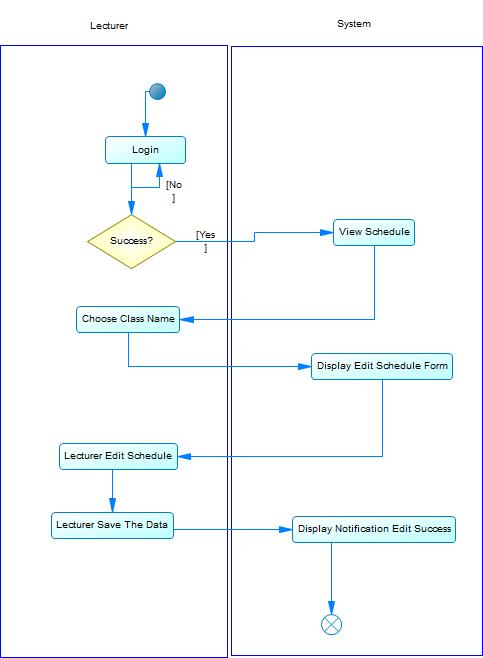 Lecturer
System
Login
[No
]
Success?
[Yes
]
View Schedule
Choose Class Name
Display Edit Schedule Form
Lecturer Edit Schedule
Lecturer Save The Data
Display Notification Edit Success